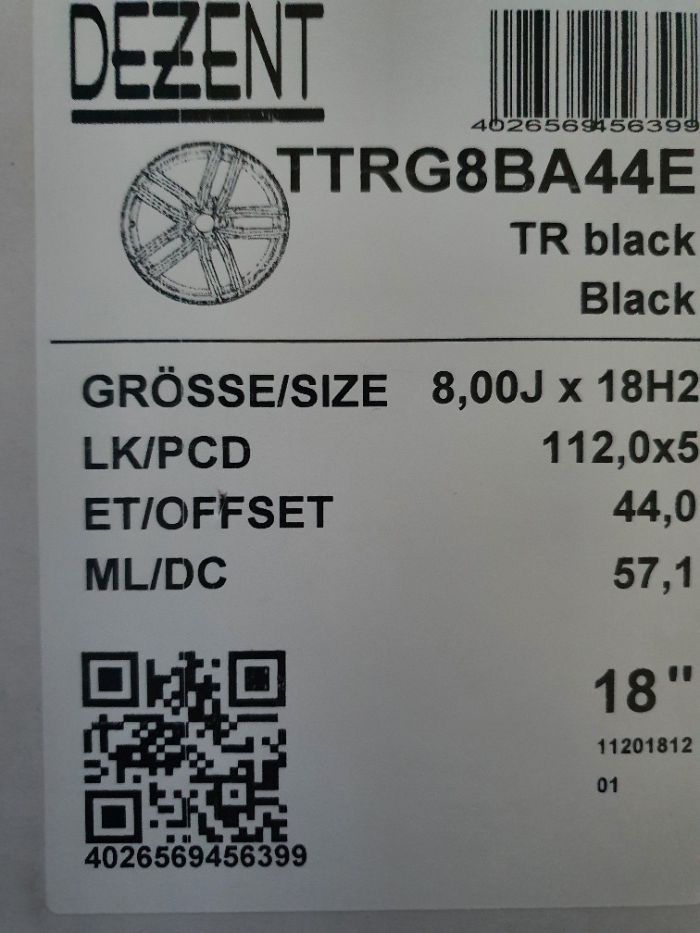 DEZENT
4026569456399
TTRG8BA44E
TR black
Black
GRÖSSE/SIZE 8,00J x 18H2
LK/PCD 112,0x5
ET/OFFSET 44,0
ML/DC 57,1
18"
11201812
01
4026569456399